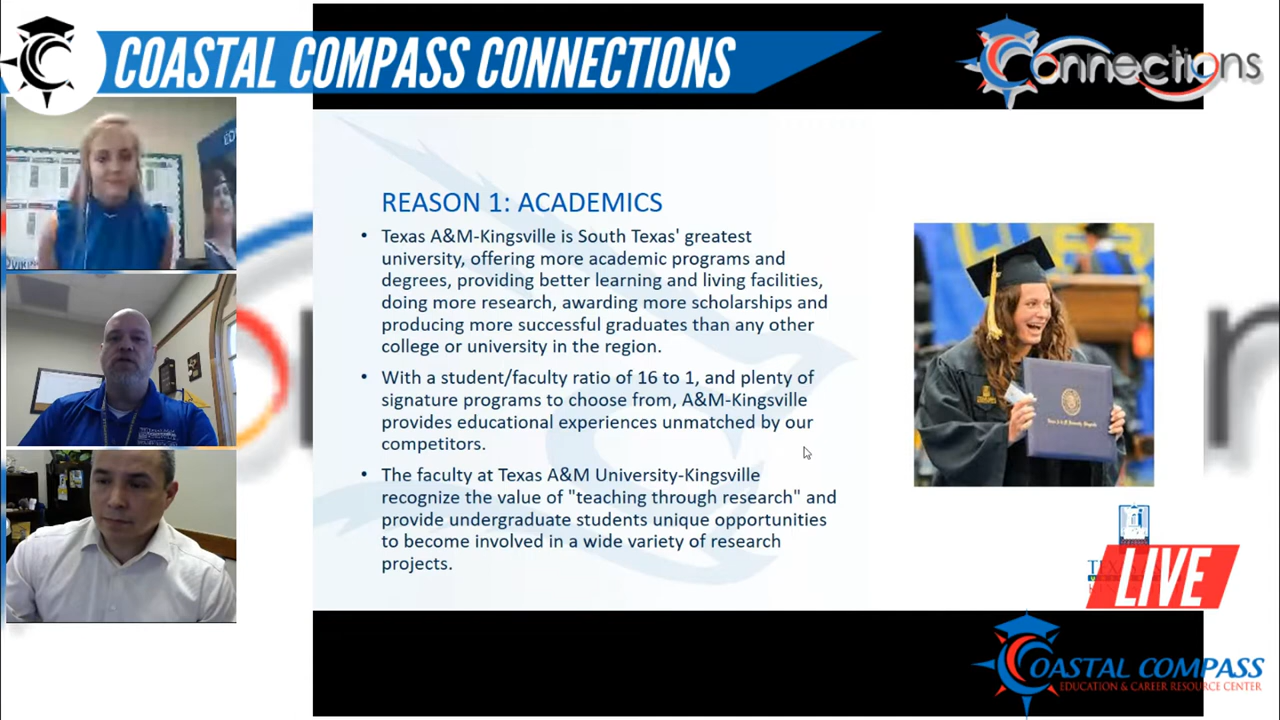 COASTAL COMPASS CONNECTIONS
Connections
REASON 1: ACADEMICS
• Texas A&M-Kingsville is South Texas' greatest
university, offering more academic programs and
degrees, providing better learning and living facilities,
doing more research, awarding more scholarships and
producing more successful graduates than any other
college or university in the region.
• With a student/faculty ratio of 16 to 1, and plenty of
signature programs to choose from, A&M-Kingsville
provides educational experiences unmatched by our
competitors.
• The faculty at Texas A&M University-Kingsville
recognize the value of "teaching through research" and
provide undergraduate students unique opportunities
to become involved in a wide variety of research
projects.
LIVE
COASTAL COMPASS
EDUCATION & CAREER RESOURCE CENTER